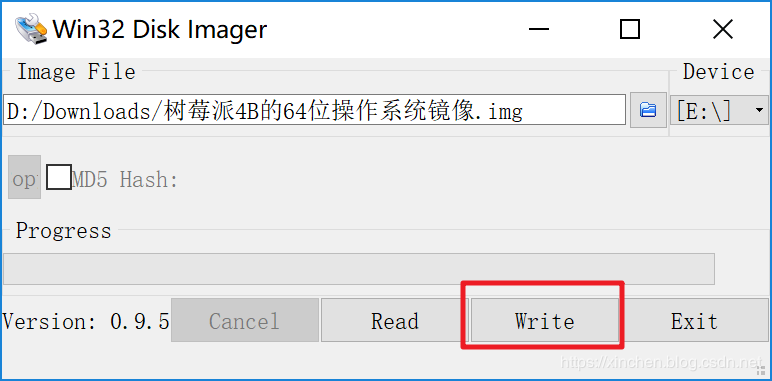 Win32 Disk Imager
Image File
Device
D:/Downloads/树莓派4B的64位操作系统镜像.img
[E:\]
op
MD5 Hash:
Progress
Version: 0.9.5
Cancel
Read
Write
Exit
https://xinchen.blog.csdn.net